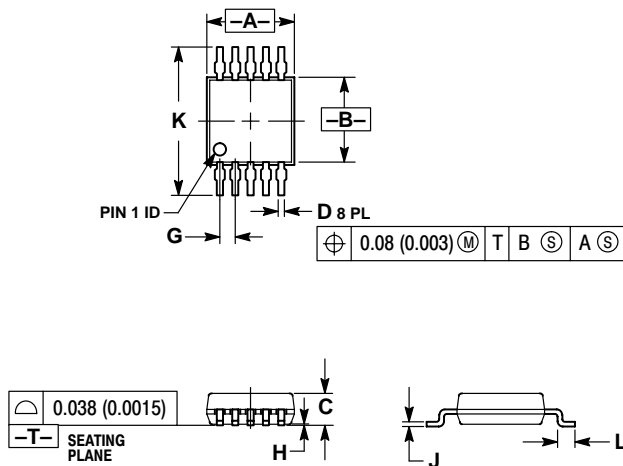 –A–
K
–B–
PIN 1 ID
G
D 8 PL
⌖ 0.08 (0.003) Ⓜ T B Ⓢ A Ⓢ
⌓ 0.038 (0.0015)
–T– SEATING
PLANE
C
H
J
L